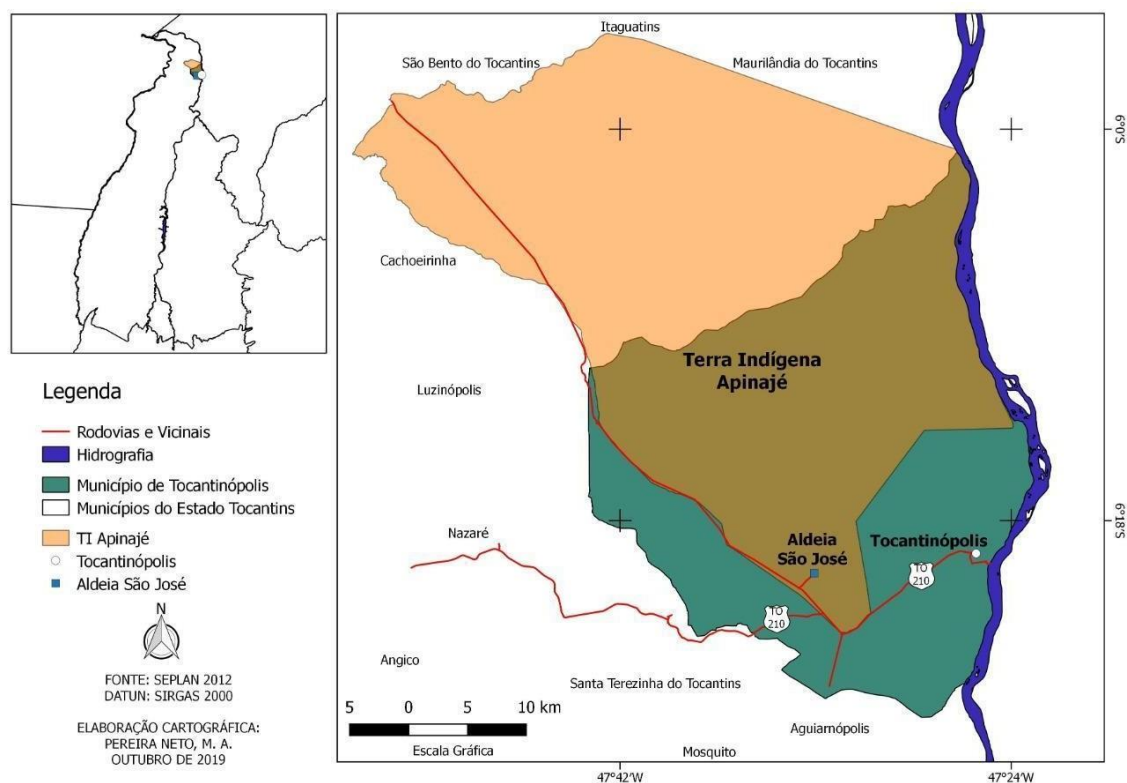 Itaguatins
São Bento do Tocantins
Maurilândia do Tocantins
6°0'S
Cachoeirinha
Terra Indígena
Apinajé
Luzinópolis
6°18'S
Nazaré
Aldeia
São José
Tocantinópolis
TO
210
TO
210
Angico
Santa Terezinha do Tocantins
Aguiarnópolis
Mosquito
5 0 5 10 km
Escala Gráfica
47°42'W
47°24'W
Legenda
Rodovias e Vicinais
Hidrografia
Município de Tocantinópolis
Municípios do Estado Tocantins
TI Apinajé
Tocantinópolis
Aldeia São José
N
FONTE: SEPLAN 2012
DATUN: SIRGAS 2000
ELABORAÇÃO CARTOGRÁFICA:
PEREIRA NETO, M. A.
OUTUBRO DE 2019